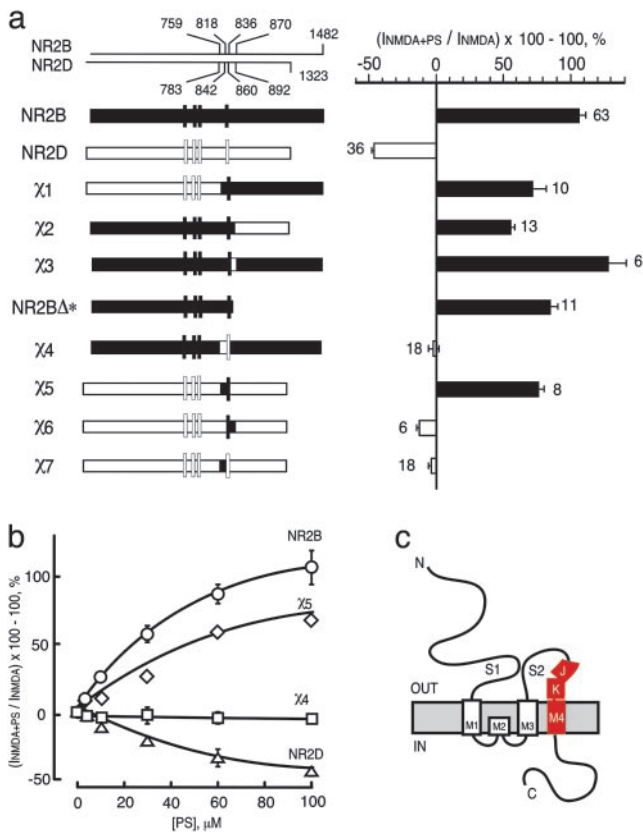 a
759 818 836 870
NR2B
1482
NR2D
1323
783 842 860 892
(INMDA+PS / INMDA) x 100 - 100, %
-50 0 50 100
NR2B 63
NR2D 36
χ1 10
χ2 13
χ3 6
NR2BΔ* 11
χ4 18
χ5 8
χ6 6
χ7 18
b
(INMDA+PS / INMDA) x 100 - 100, %
100
50
0
-50
NR2B
χ5
χ4
NR2D
0 20 40 60 80 100
[PS], μM
c
N
S1 S2 J
OUT K
M1 M2 M3 M4
IN
C